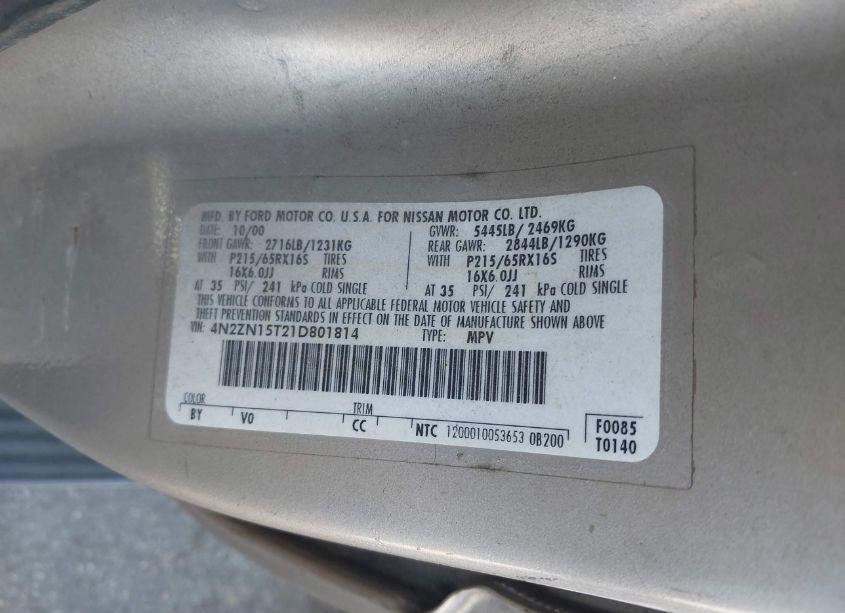 MFD. BY FORD MOTOR CO. U.S.A. FOR NISSAN MOTOR CO. LTD.
DATE: 10/00 GVWR: 5445LB/ 2469KG
FRONT GAWR: 2716LB/1231KG REAR GAWR: 2844LB/1290KG
WITH P215/65RX16S TIRES WITH P215/65RX16S TIRES
16X6.0JJ RIMS 16X6.0JJ RIMS
AT 35 PSI/ 241 kPa COLD SINGLE AT 35 PSI/ 241 kPa COLD SINGLE
THIS VEHICLE CONFORMS TO ALL APPLICABLE FEDERAL MOTOR VEHICLE SAFETY AND
THEFT PREVENTION STANDARDS IN EFFECT ON THE DATE OF MANUFACTURE SHOWN ABOVE
VIN: 4N2ZN15T21D801814 TYPE: MPV
COLOR TRIM
BY V0 CC NTC 1200010053653 0B200 F0085
T0140